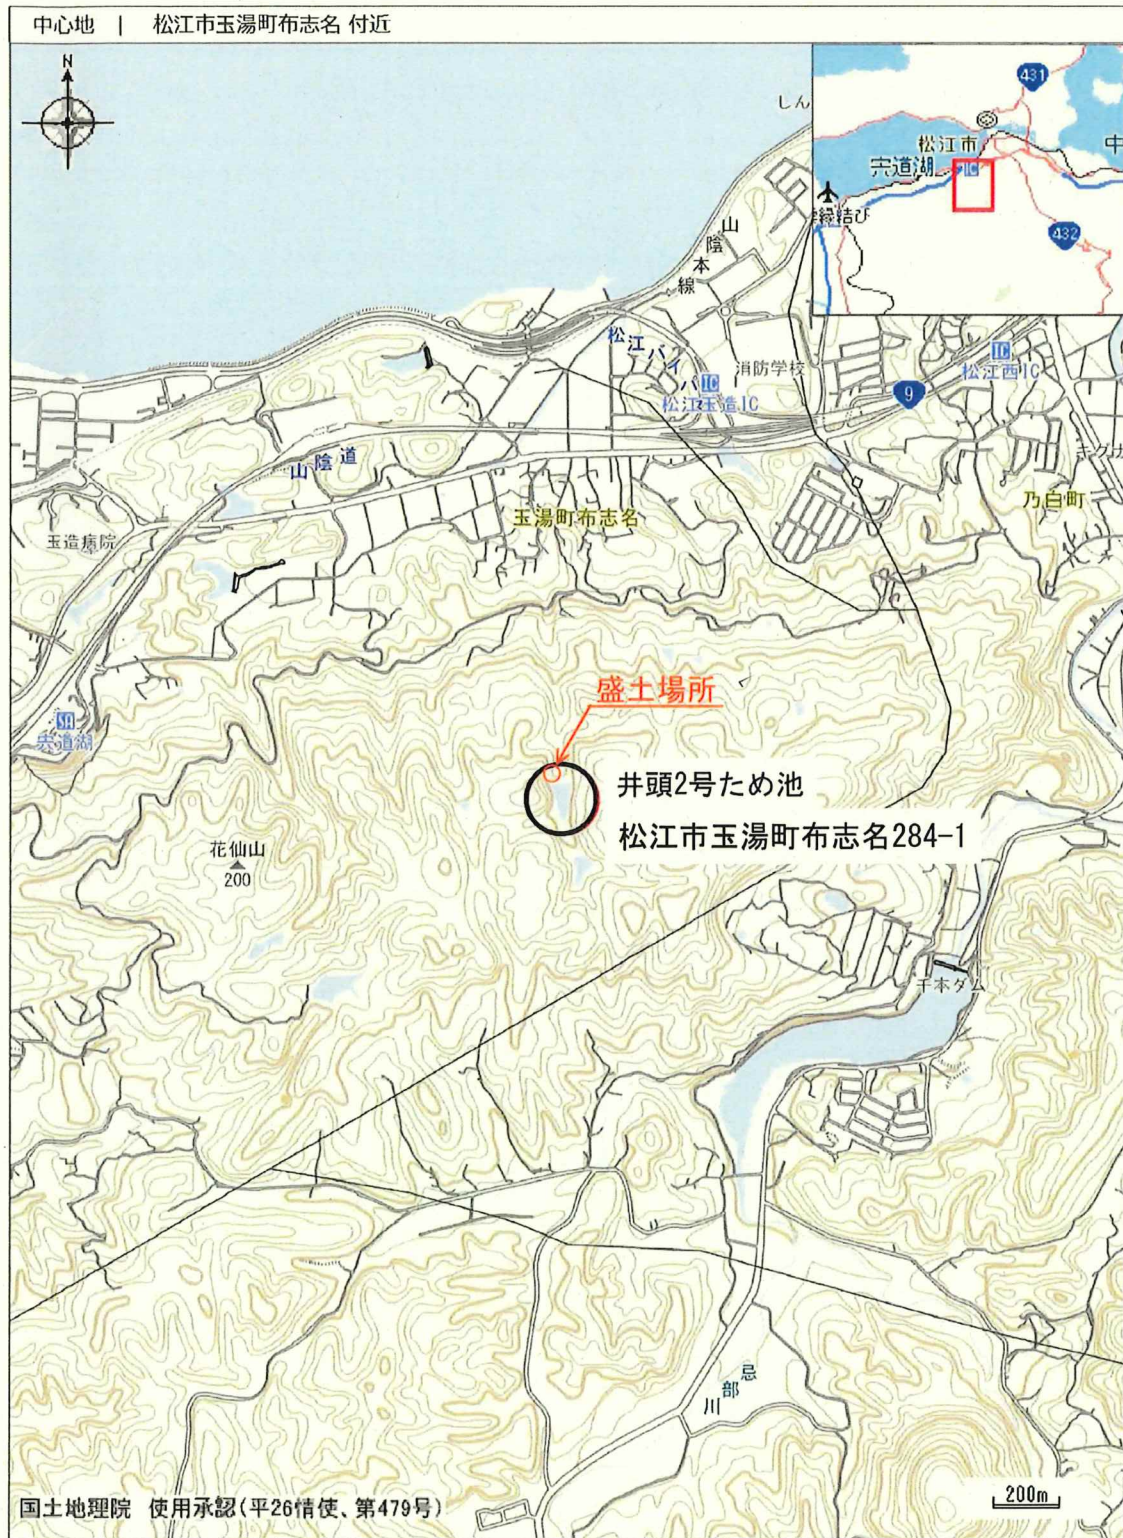 中心地 | 松江市玉湯町布志名 付近
N
しん
431
松江市
中
宍道湖
IC
縁結び
432
山陰本線
松江バイパス
IC
松江玉造IC
消防学校
IC
松江西IC
9
山陰道
玉湯町布志名
乃白町
玉造病院
盛土場所
SA
宍道湖
井頭2号ため池
松江市玉湯町布志名284-1
花仙山
200
千本ダム
忌部川
国土地理院 使用承認(平26情使、第479号)
200m